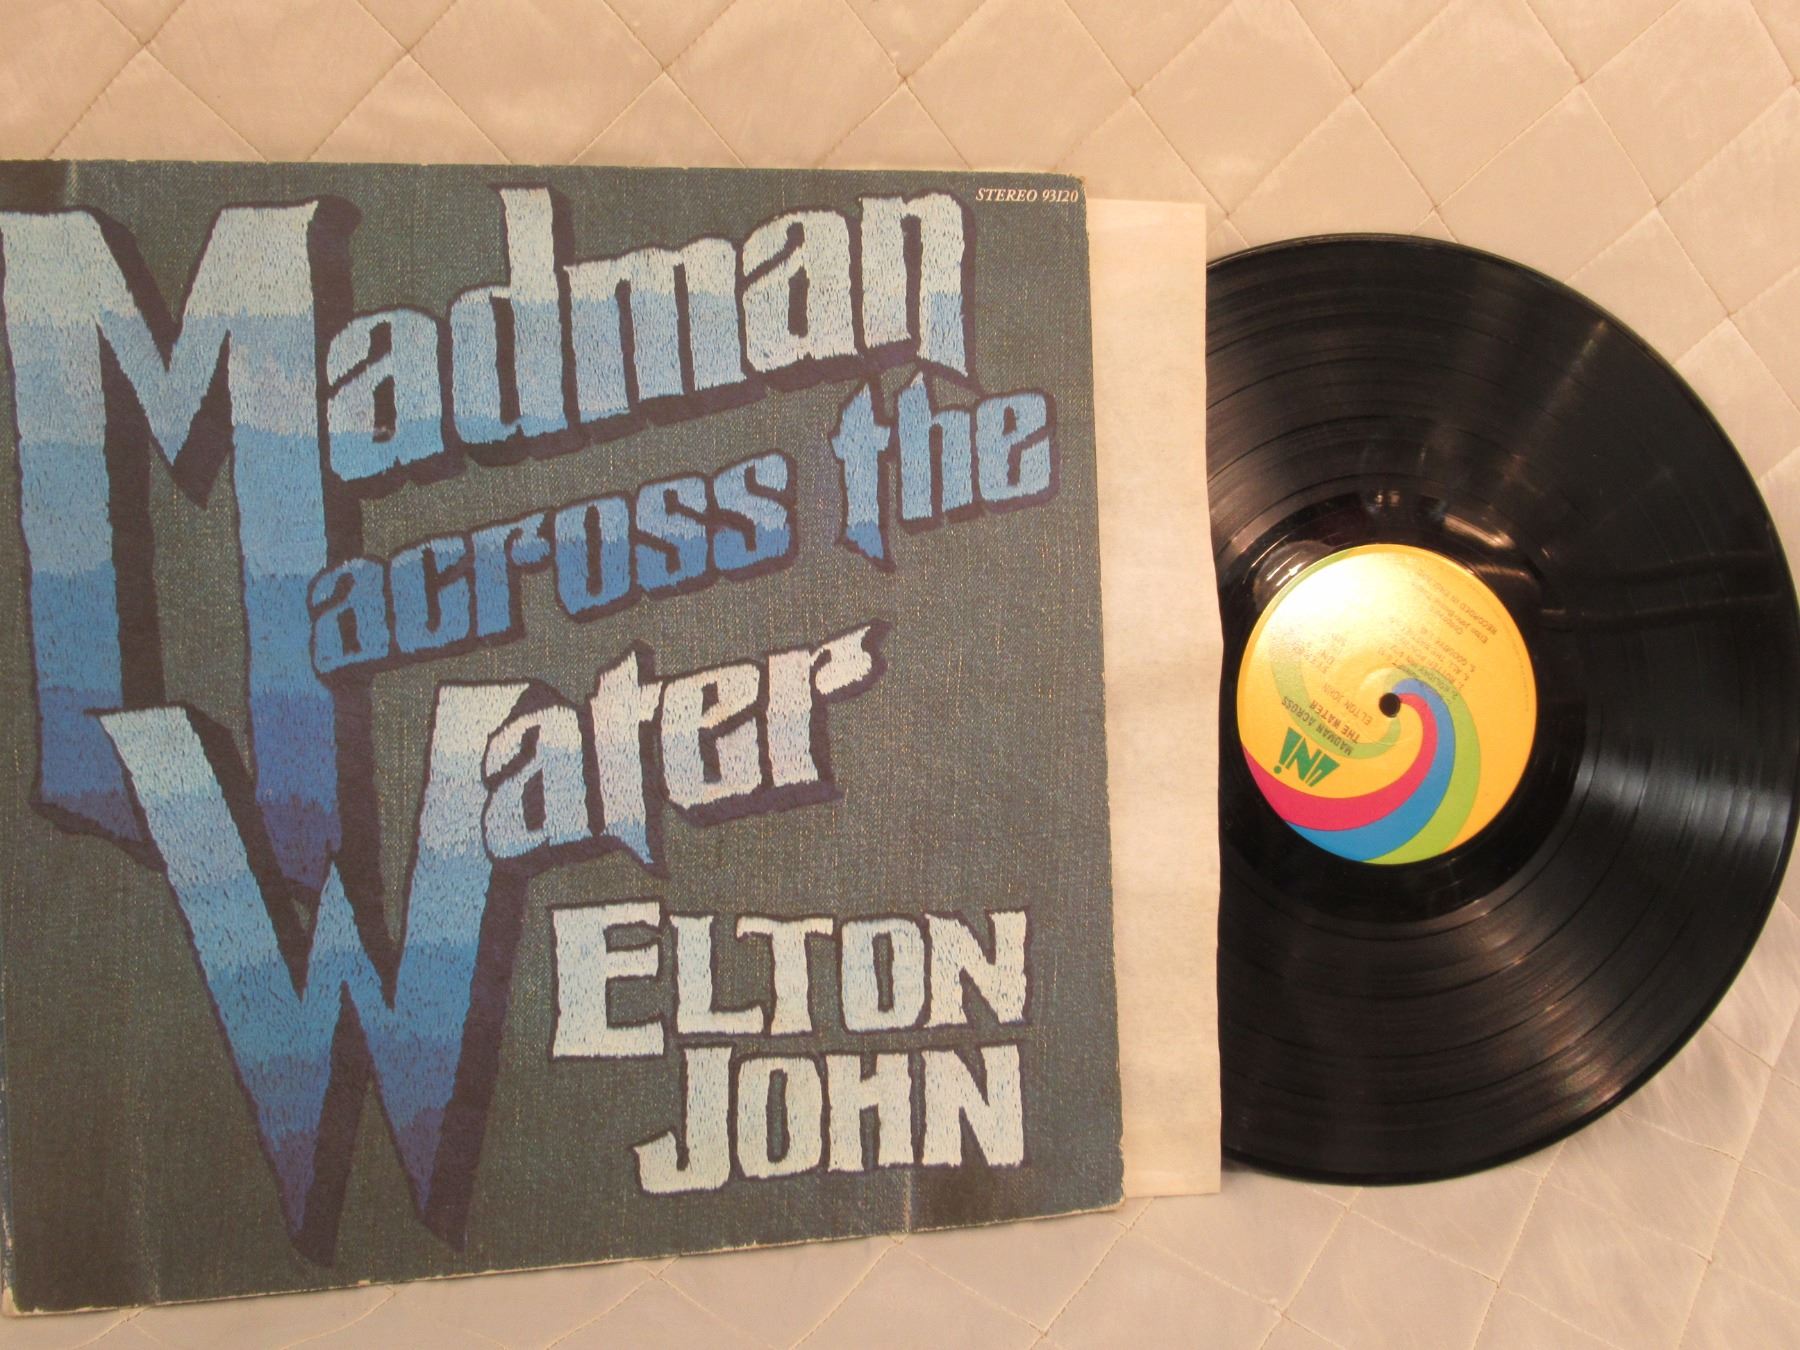 STEREO 93120
Madman
across the
Water
ELTON
JOHN
UNI
MADMAN ACROSS
THE WATER
ELTON JOHN